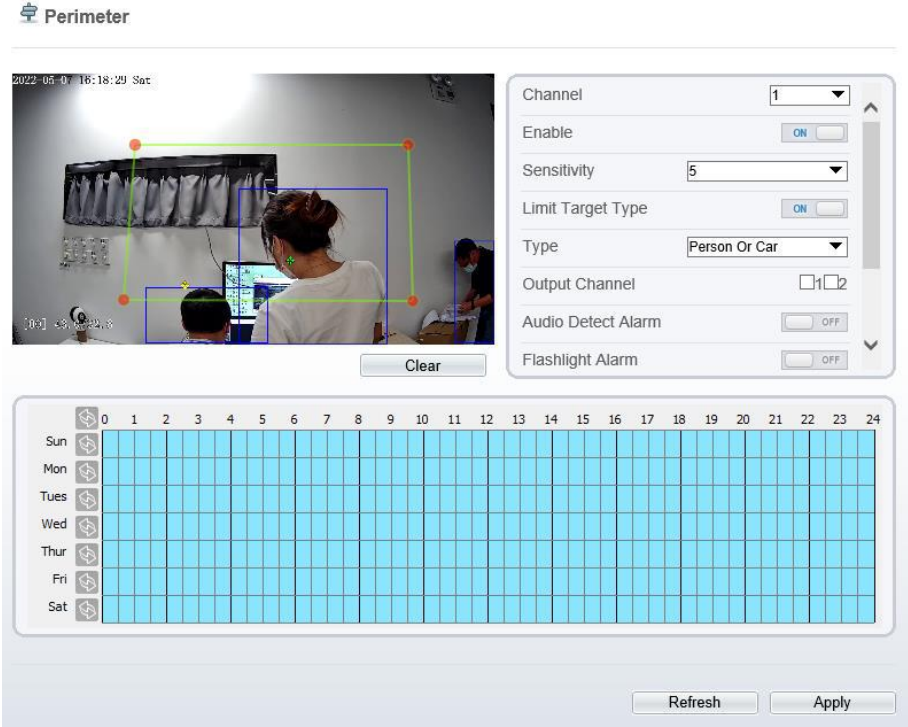 Perimeter
2022-05-07 16:18:29 Sat
Clear
Channel 1
Enable ON
Sensitivity 5
Limit Target Type ON
Type Person Or Car
Output Channel 1 2
Audio Detect Alarm OFF
Flashlight Alarm OFF
0 1 2 3 4 5 6 7 8 9 10 11 12 13 14 15 16 17 18 19 20 21 22 23 24
Sun
Mon
Tues
Wed
Thur
Fri
Sat
Refresh Apply